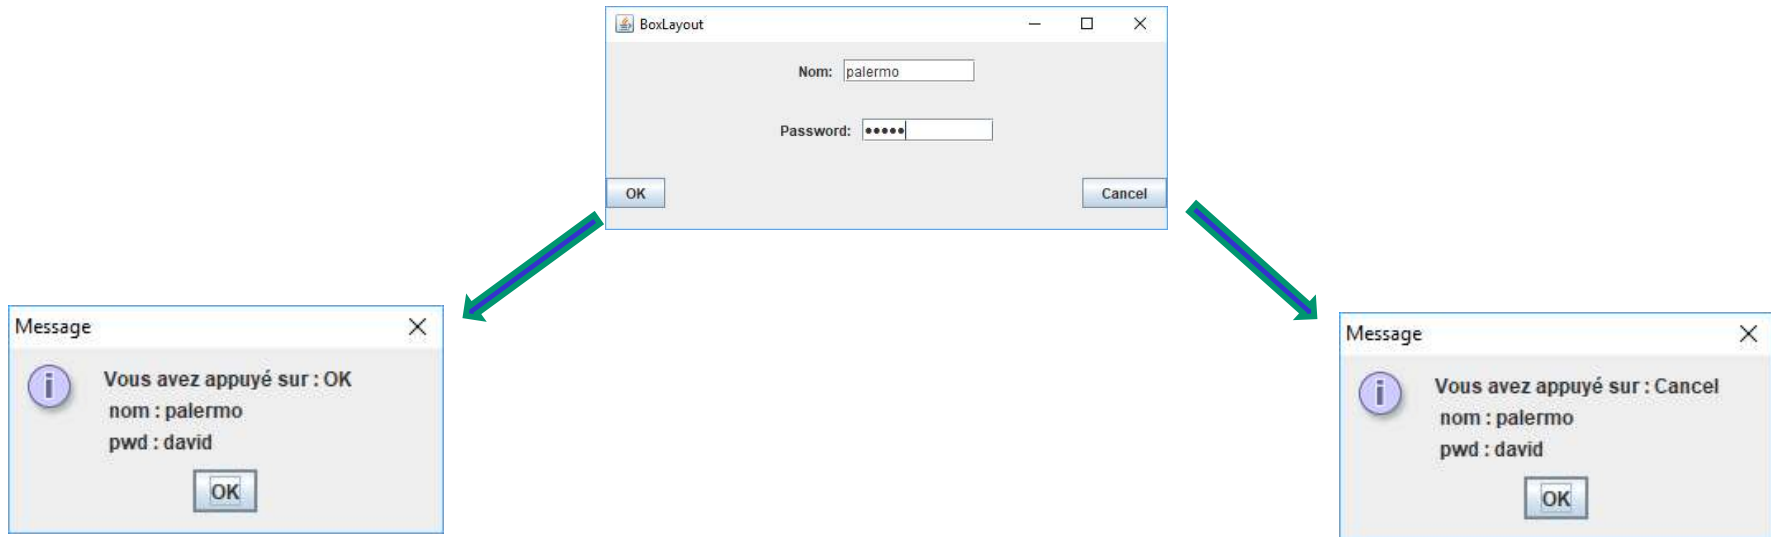 BoxLayout
Nom: palermo
Password: •••••
OK Cancel
Message
Vous avez appuyé sur : OK
nom : palermo
pwd : david
OK
Message
Vous avez appuyé sur : Cancel
nom : palermo
pwd : david
OK